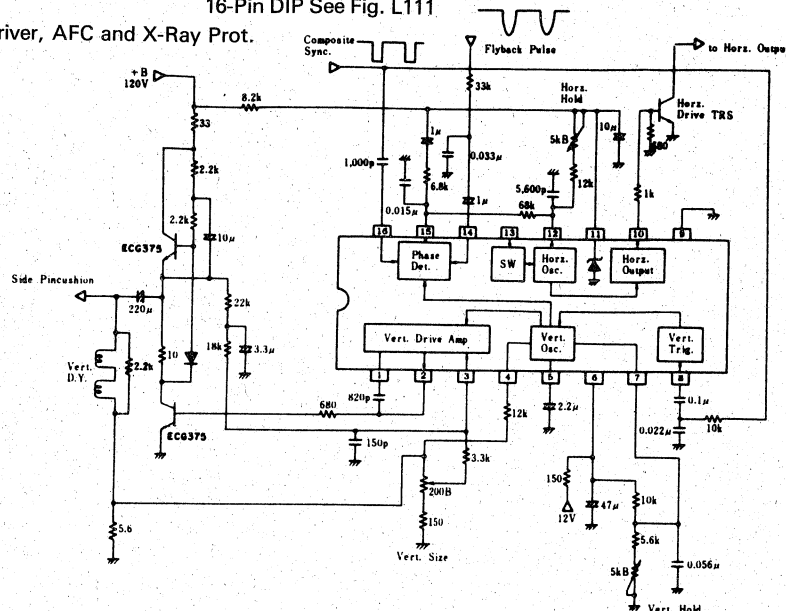 16-Pin DIP See Fig. L111
river, AFC and X-Ray Prot.
Composite Sync.
Flyback Pulse
to Horz. Outpu
+B 120V
8.2k
33
33k
Horz. Hold
Horz. Drive TRS
1μ
10μ
5kB
680
2.2k
1,000p
0.033μ
6.8k
5,600p
12k
1k
2.2k
10μ
0.015μ
1μ
68k
ECG375
16
15
14
13
12
11
10
9
Phase Det.
SW
Horz. Osc.
Horz. Output
Side Pincushion
220μ
22k
Vert. D.Y.
2.2k
10
18k
3.3μ
Vert. Drive Amp
Vert. Osc.
Vert. Trig.
1
2
3
4
5
6
7
8
820p
680
12k
2.2μ
0.1μ
ECG375
150p
0.022μ
10k
3.3k
200B
150
12V
47μ
10k
5.6
150
5.6k
Vert. Size
5kB
0.056μ
Vert. Hold